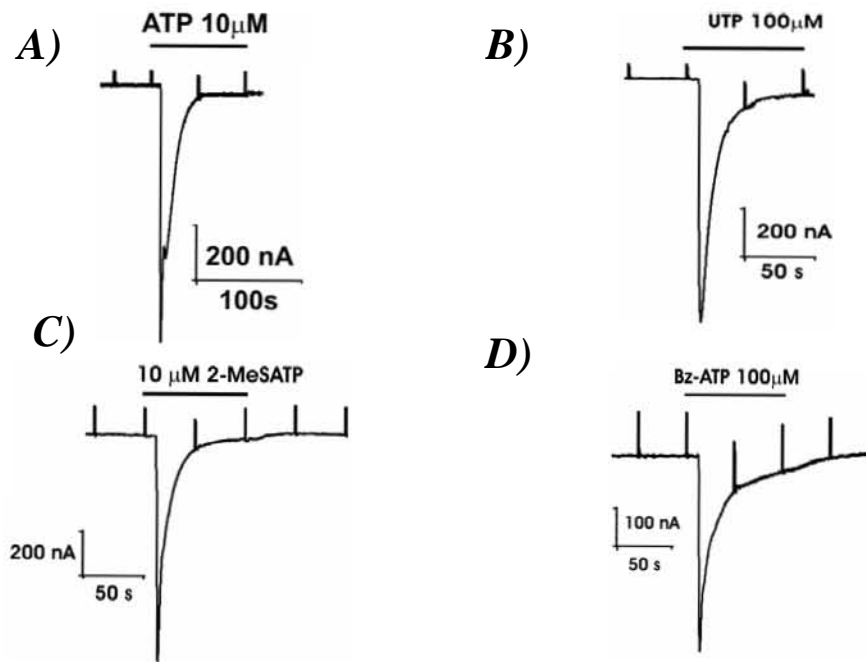 A)
ATP 10μM
200 nA
100s
B)
UTP 100μM
200 nA
50 s
C)
10 μM 2-MeSATP
200 nA
50 s
D)
Bz-ATP 100μM
100 nA
50 s